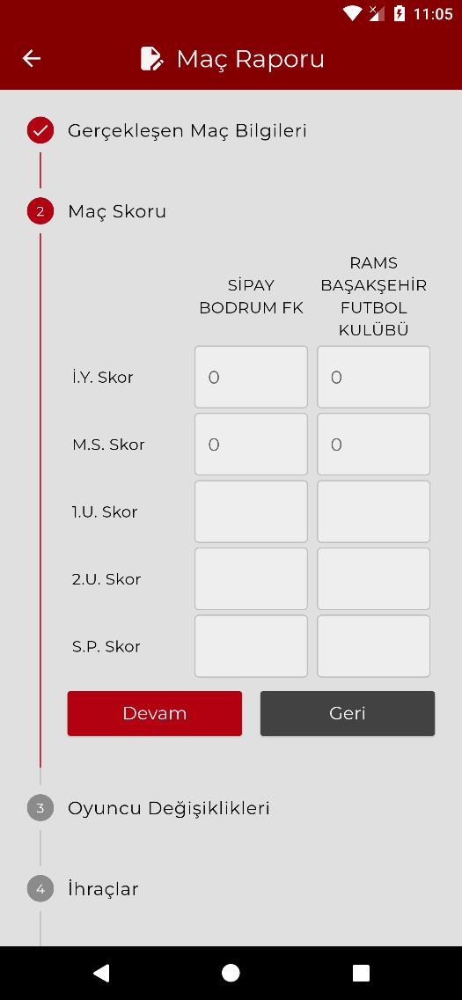 11:05
Maç Raporu
Gerçekleşen Maç Bilgileri
2
Maç Skoru
SİPAY
BODRUM FK
RAMS
BAŞAKŞEHİR
FUTBOL
KULÜBÜ
İ.Y. Skor
0
0
M.S. Skor
0
0
1.U. Skor
2.U. Skor
S.P. Skor
Devam
Geri
3
Oyuncu Değişiklikleri
4
İhraçlar